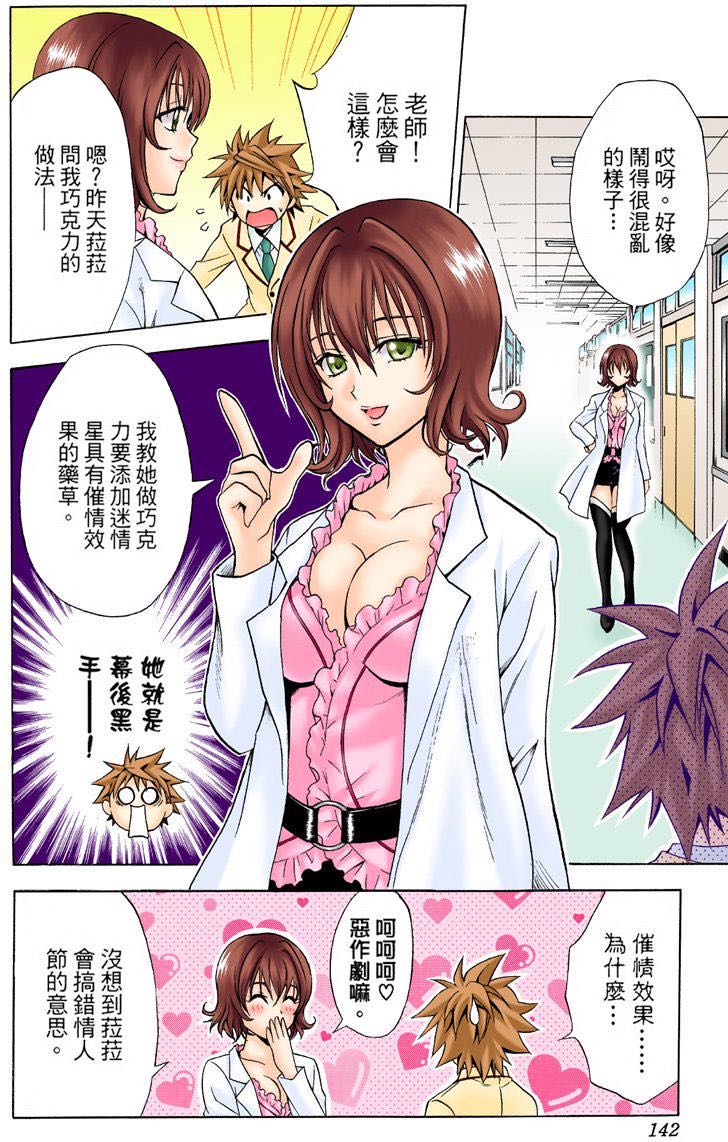 哎呀。好像
鬧得很混亂
的樣子…
老師！
怎麼會
這樣？
嗯？昨天菈菈
問我巧克力的
做法——
我教她做巧克
力要添加迷情
星具有催情效
果的藥草。
她就是
幕後黑
手——！
催情效果……
為什麼…
呵呵呵♡
惡作劇嘛。
沒想到菈菈
會搞錯情人
節的意思。
142